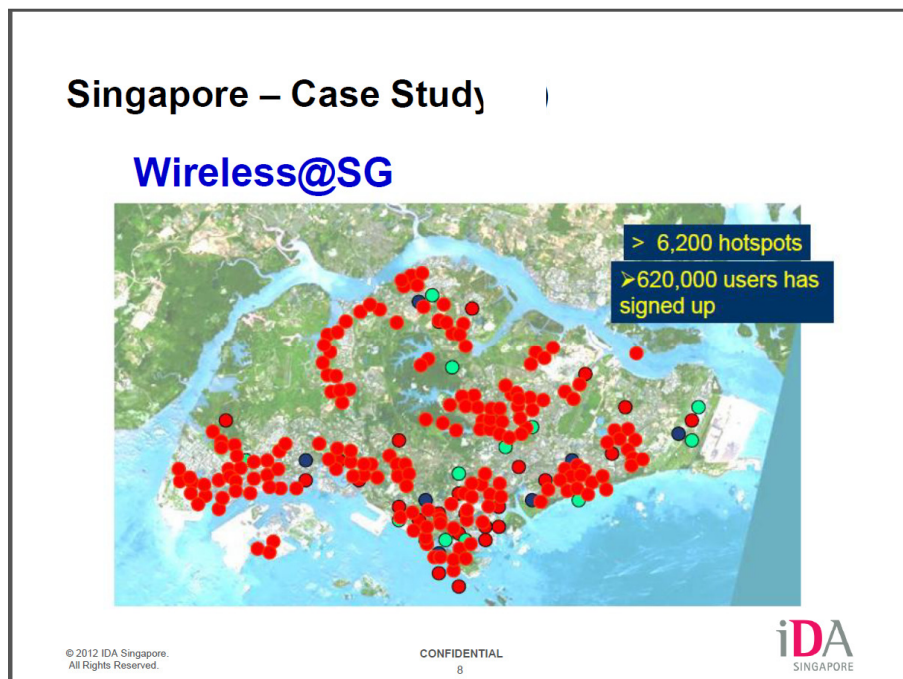 Singapore – Case Study )
Wireless@SG
> 6,200 hotspots
➢620,000 users has
signed up
© 2012 IDA Singapore.
All Rights Reserved.
CONFIDENTIAL
8
iDA
SINGAPORE